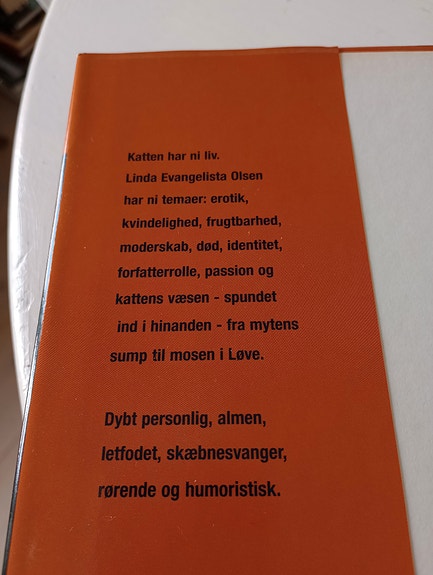 Katten har ni liv.
Linda Evangelista Olsen
har ni temaer: erotik,
kvindelighed, frugtbarhed,
moderskab, død, identitet,
forfatterrolle, passion og
kattens væsen - spundet
ind i hinanden - fra mytens
sump til mosen i Løve.
Dybt personlig, almen,
letfodet, skæbnesvanger,
rørende og humoristisk.